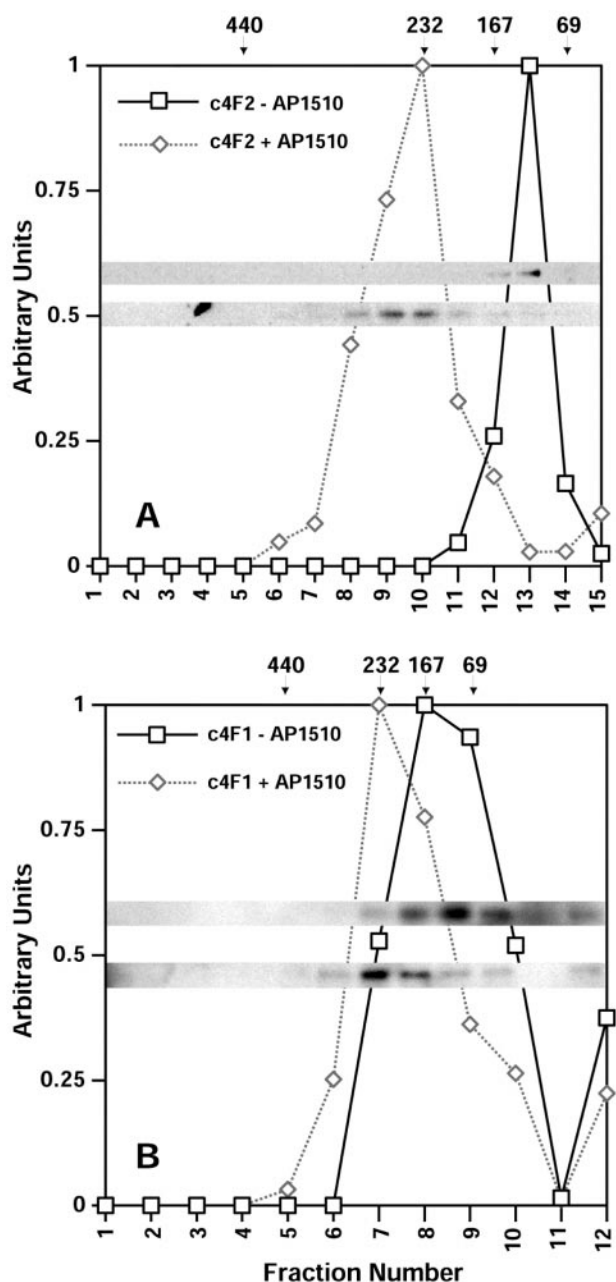 440 232 167 69
1
c4F2 - AP1510
c4F2 + AP1510
0.75
Arbitrary Units
0.5
0.25
A
0
1 2 3 4 5 6 7 8 9 10 11 12 13 14 15
440 232 167 69
1
c4F1 - AP1510
c4F1 + AP1510
0.75
Arbitrary Units
0.5
0.25
B
0
1 2 3 4 5 6 7 8 9 10 11 12
Fraction Number